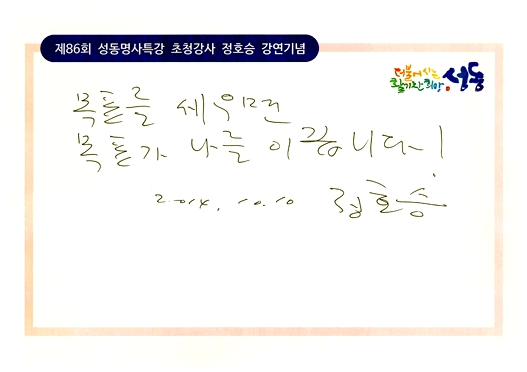 제86회 성동명사특강 초청강사 정호승 강연기념
더불어 사는
활기찬 희망, 성동
목표를 세우면
목표가 나를 이끕니다!
2014. 10. 10 정호승